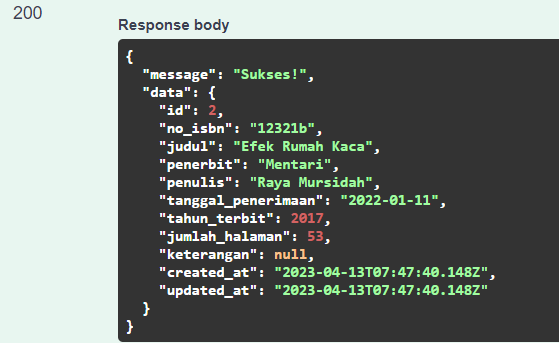 200
Response body
{
  "message": "Sukses!",
  "data": {
    "id": 2,
    "no_isbn": "12321b",
    "judul": "Efek Rumah Kaca",
    "penerbit": "Mentari",
    "penulis": "Raya Mursidah",
    "tanggal_penerimaan": "2022-01-11",
    "tahun_terbit": 2017,
    "jumlah_halaman": 53,
    "keterangan": null,
    "created_at": "2023-04-13T07:47:40.148Z",
    "updated_at": "2023-04-13T07:47:40.148Z"
  }
}